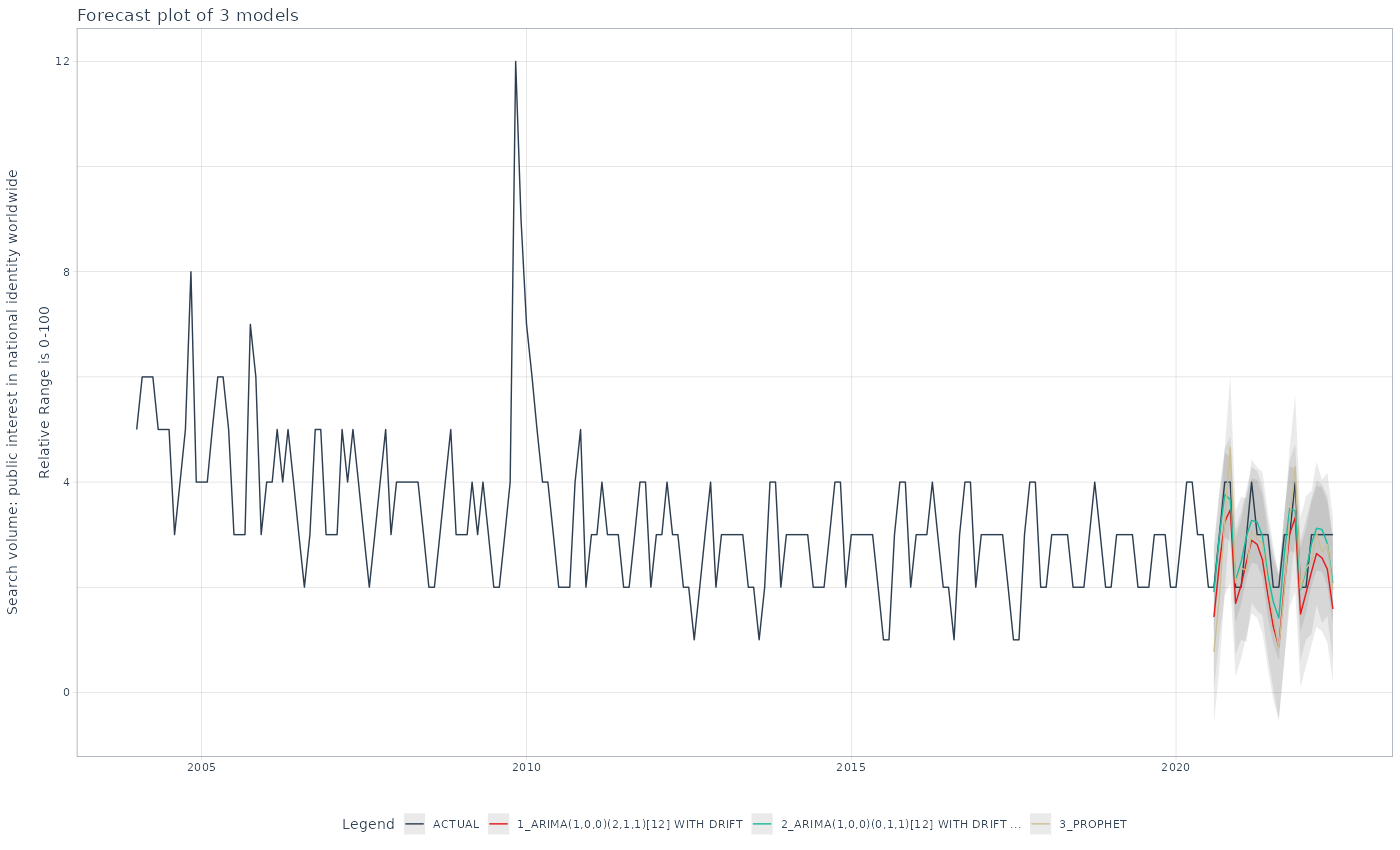 Forecast plot of 3 models
Search volume: public interest in national identity worldwide
Relative Range is 0-100
12
8
4
0
2005
2010
2015
2020
Legend
ACTUAL
1_ARIMA(1,0,0)(2,1,1)[12] WITH DRIFT
2_ARIMA(1,0,0)(0,1,1)[12] WITH DRIFT ...
3_PROPHET